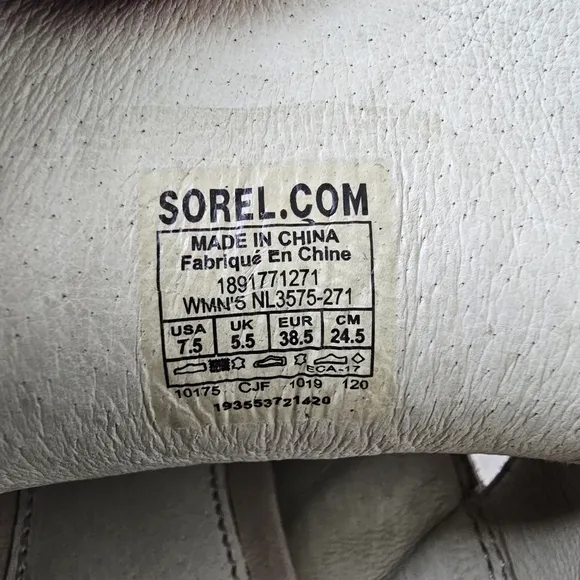 SOREL.COM
MADE IN CHINA
Fabriqué En Chine
1891771271
WMN'S NL3575-271
USA UK EUR CM
7.5 5.5 38.5 24.5
ECA-17
10175 CJF 1019 120
193553721420